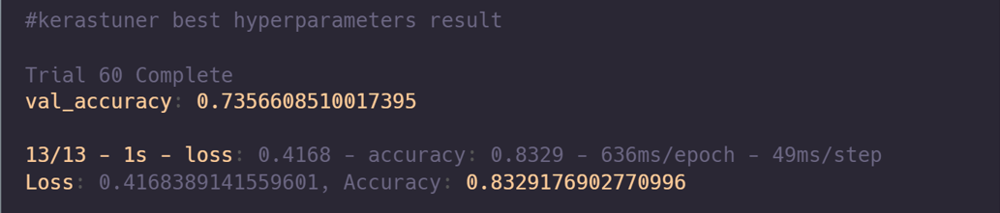 #kerastuner best hyperparameters result
Trial 60 Complete
val_accuracy: 0.7356608510017395
13/13 - 1s - loss: 0.4168 - accuracy: 0.8329 - 636ms/epoch - 49ms/step
Loss: 0.4168389141559601, Accuracy: 0.8329176902770996